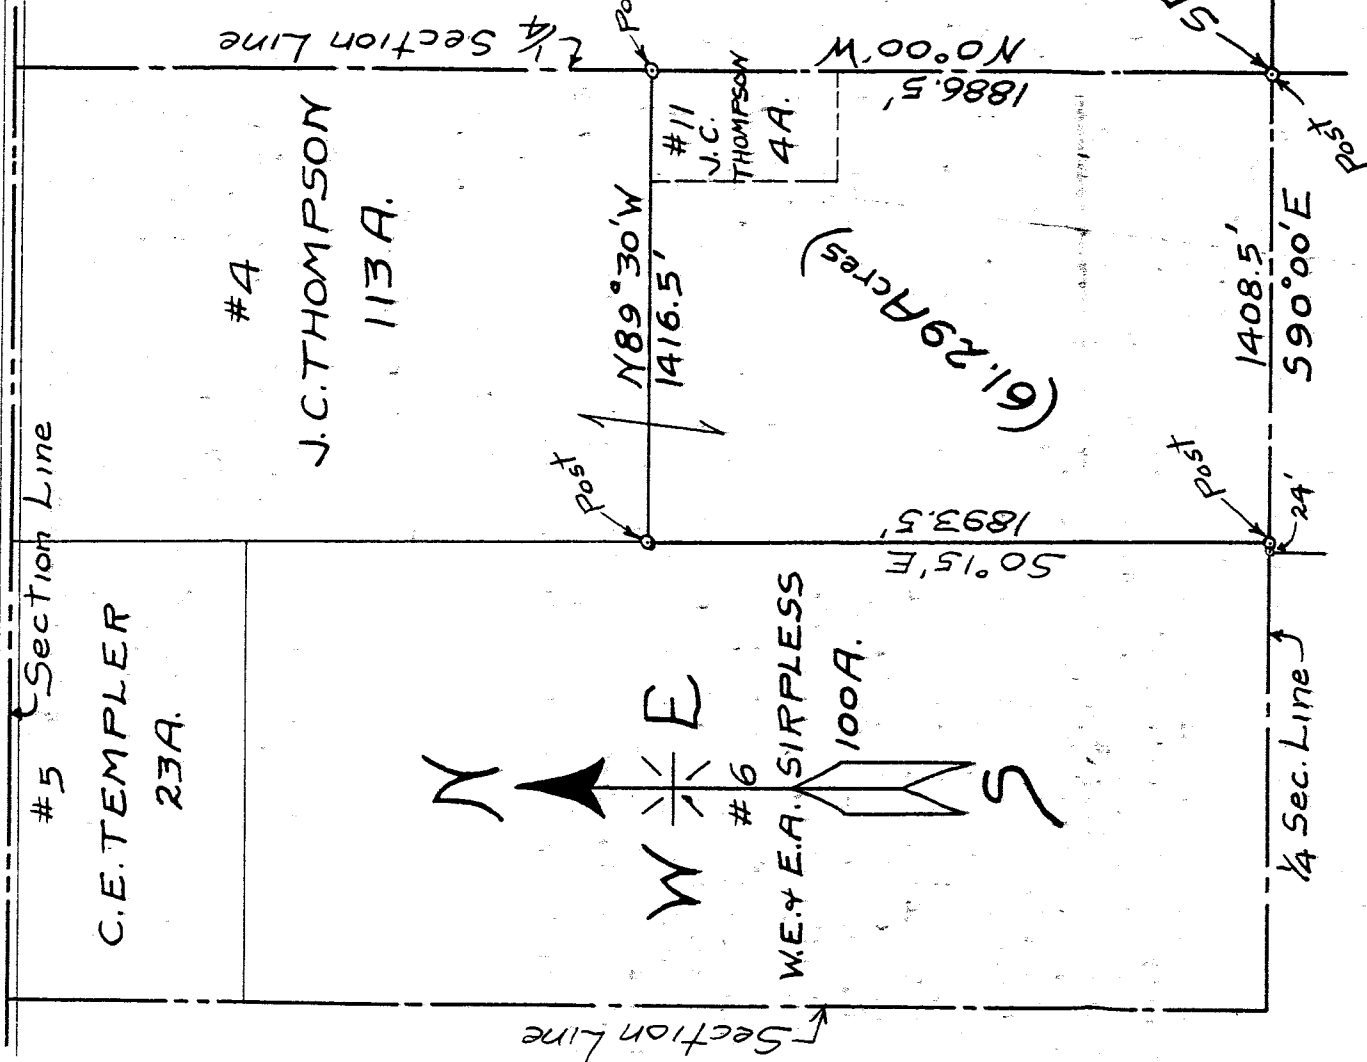 Section Line
#5
C.E. TEMPLER
23A.
#4
J.C. THOMPSON
113 A.
1/4 Section Line
Section Line
N
W E
S
#6
W.E. & E.A. SIRPLESS
100A.
Post
N89°30'W
1416.5'
#11
J.C.
THOMPSON
4A.
N0°00'W
1886.5'
(61.29 Acres)
1893.5'
S0°15'E
Post
24'
1408.5'
S90°00'E
Post
1/4 Sec. Line